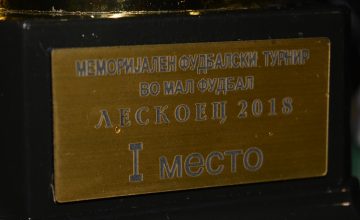 МЕМОРИЈАЛЕН ФУДБАЛСКИ ТУРНИР
ВО МАЛ ФУДБАЛ
ЛЕСКОЕЦ 2018
I МЕСТО